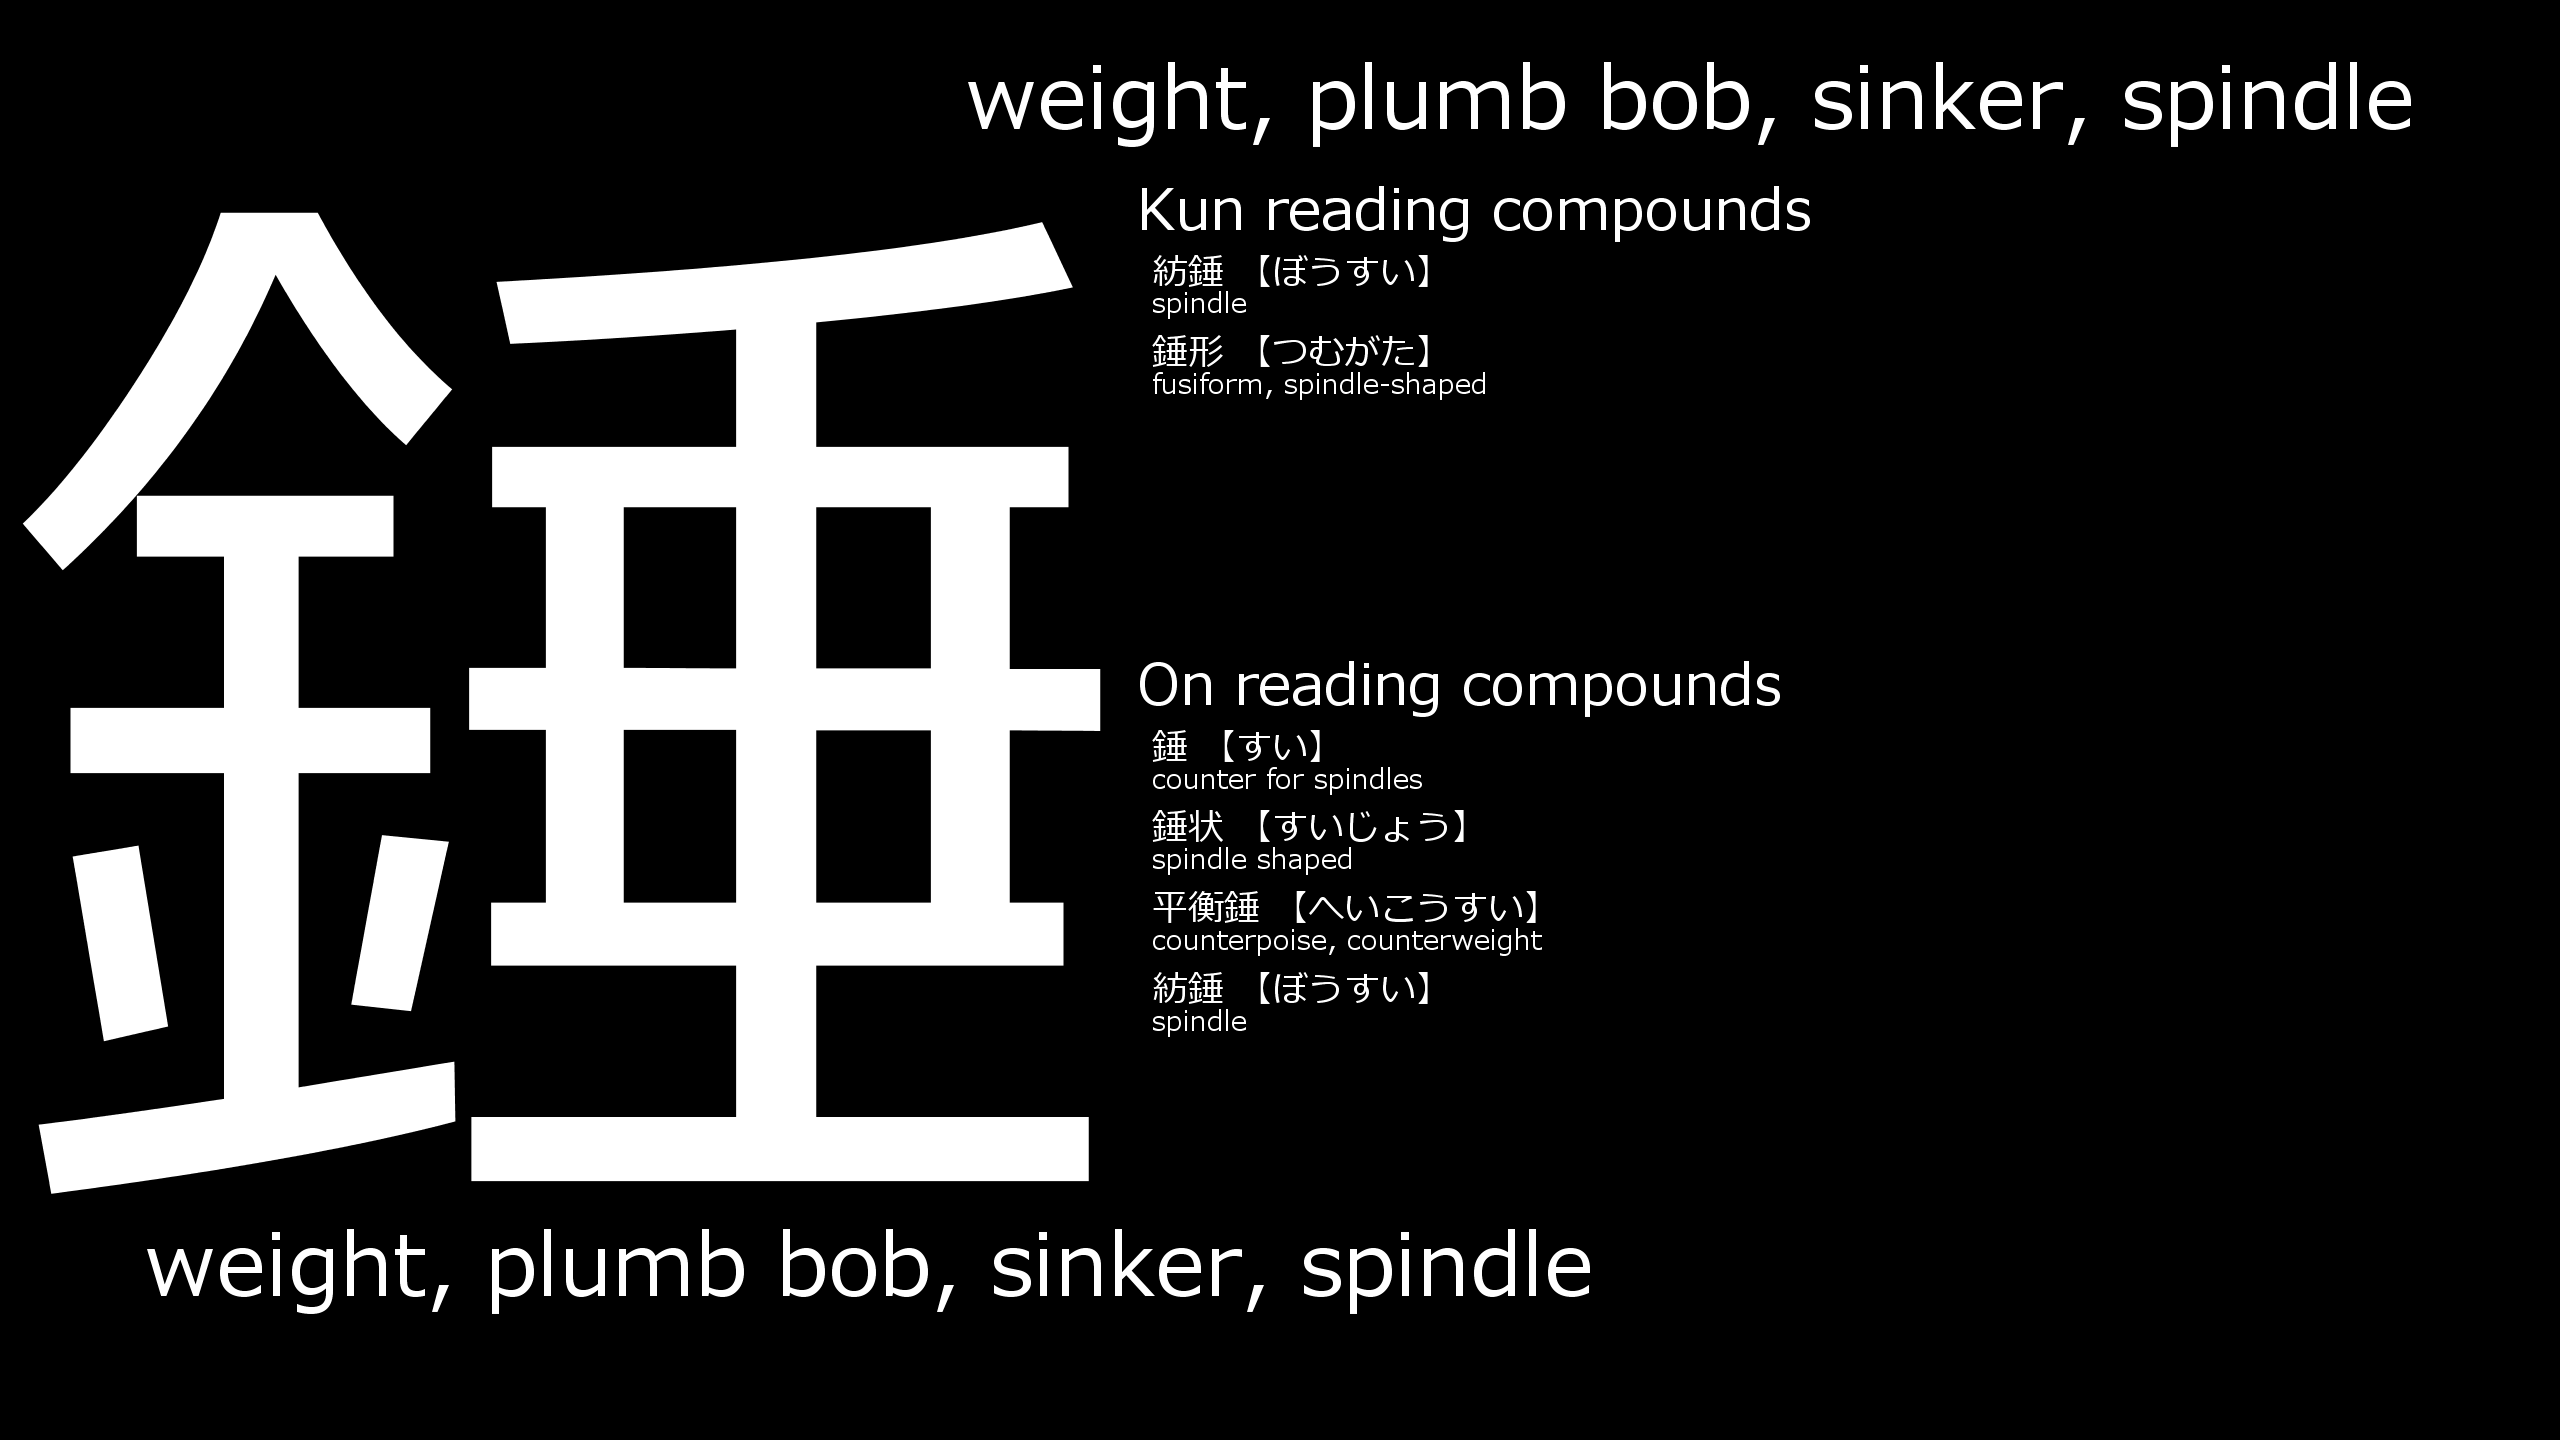 weight, plumb bob, sinker, spindle
錘
Kun reading compounds
紡錘 【ぼうすい】
spindle
錘形 【つむがた】
fusiform, spindle-shaped
On reading compounds
錘 【すい】
counter for spindles
錘状 【すいじょう】
spindle shaped
平衡錘 【へいこうすい】
counterpoise, counterweight
紡錘 【ぼうすい】
spindle
weight, plumb bob, sinker, spindle